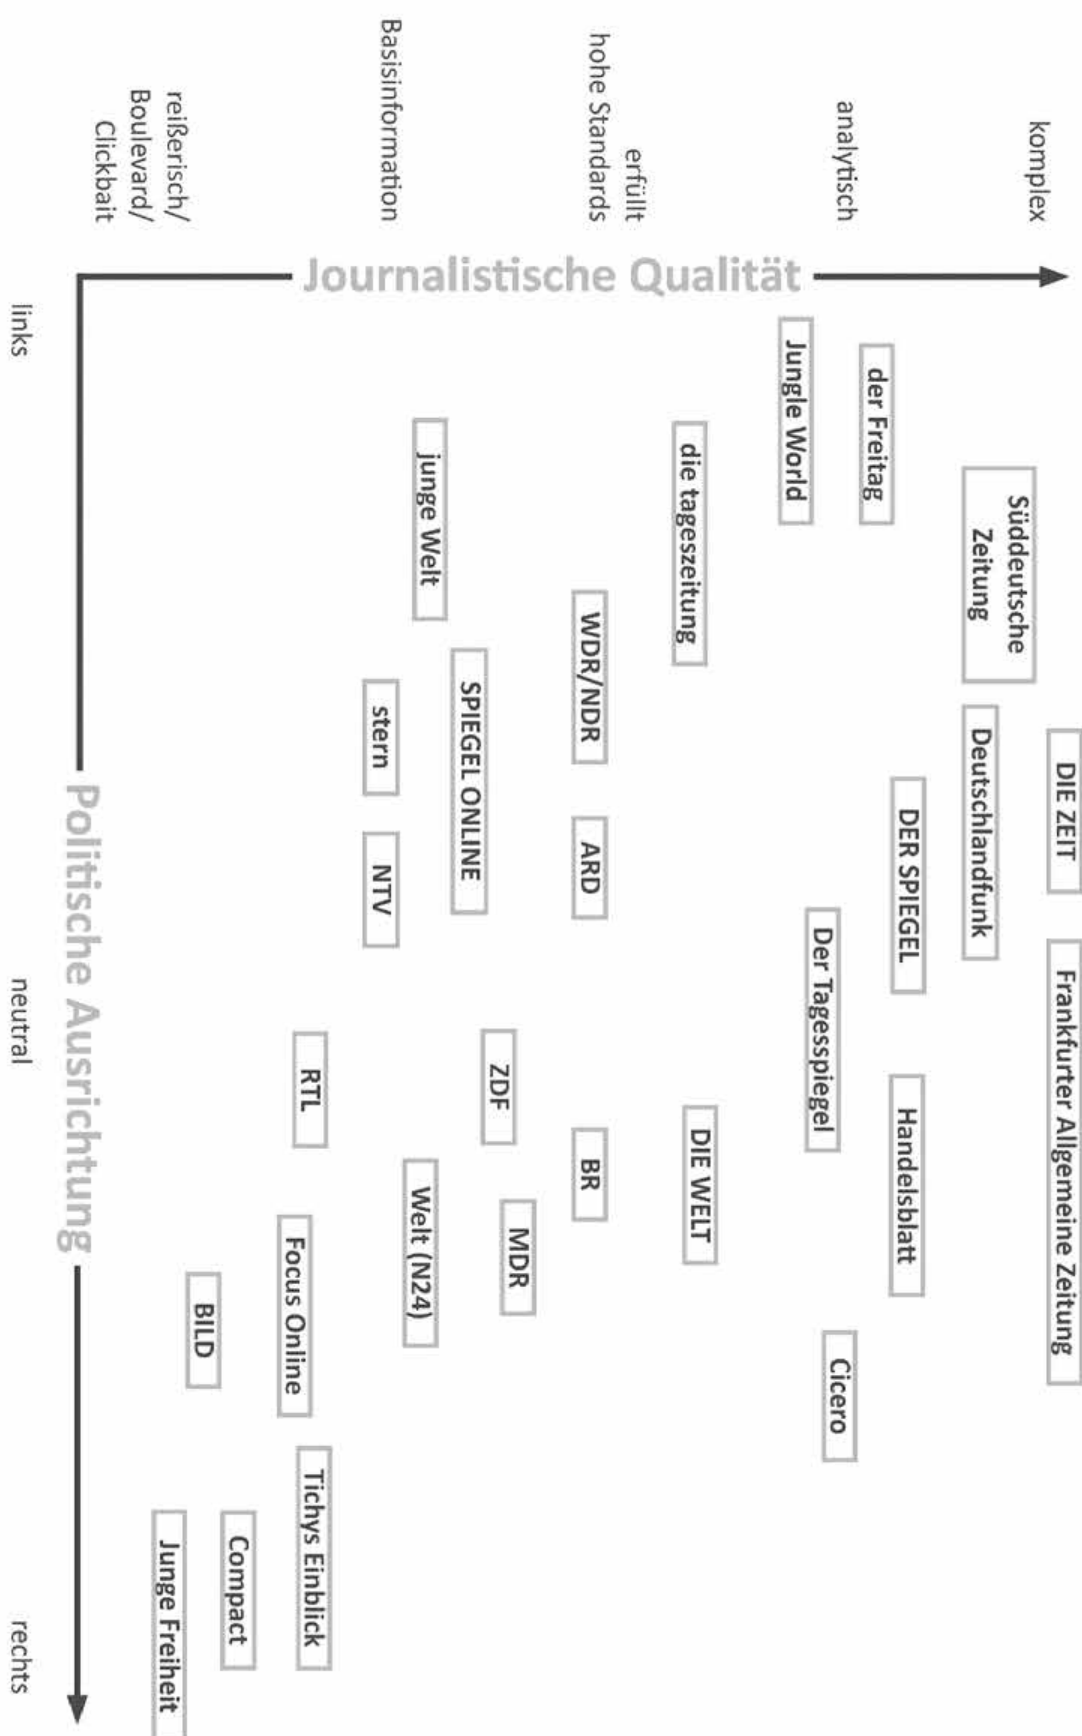 komplex
analytisch
erfüllt
hohe Standards
Basisinformation
reißerisch/
Boulevard/
Clickbait
Journalistische Qualität
DIE ZEIT
Frankfurter Allgemeine Zeitung
Süddeutsche
Zeitung
Deutschlandfunk
DER SPIEGEL
Handelsblatt
der Freitag
Cicero
Der Tagesspiegel
Jungle World
DIE WELT
die tageszeitung
WDR/NDR
ARD
BR
MDR
ZDF
SPIEGEL ONLINE
junge Welt
Welt (N24)
stern
NTV
Tichys Einblick
RTL
Focus Online
Compact
BILD
Junge Freiheit
Politische Ausrichtung
links
neutral
rechts